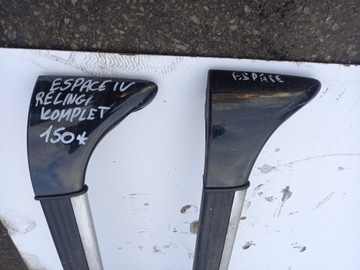 ESPACE IV
RELINGI
KOMPLET
150*
ESPACE